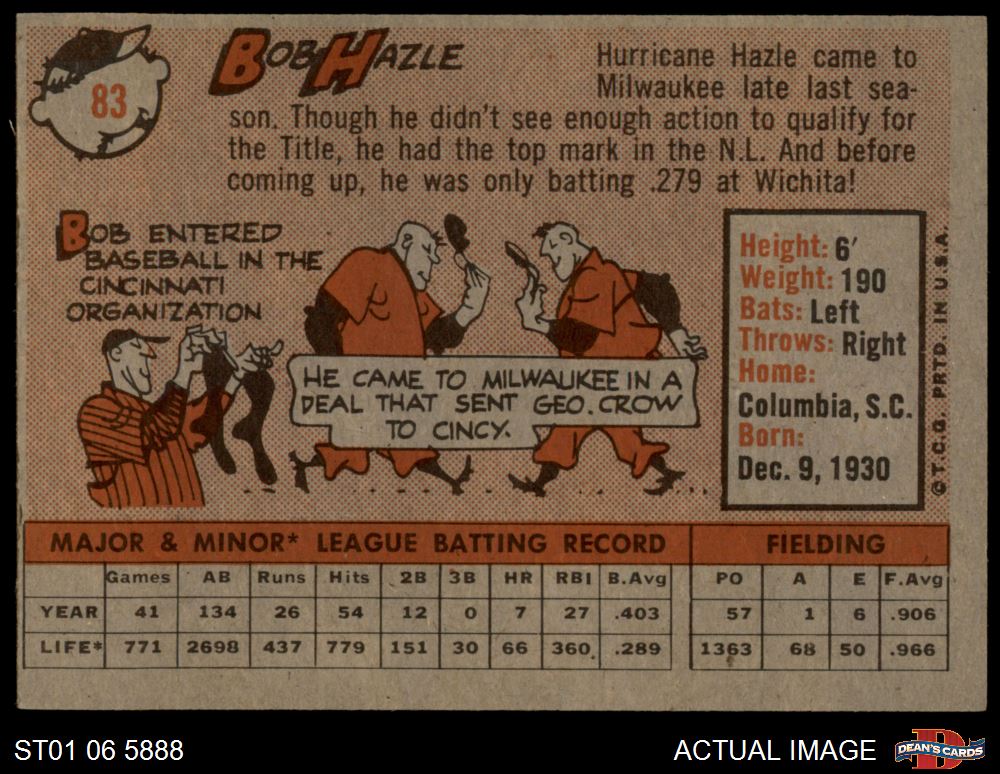 83
BOB HAZLE
Hurricane Hazle came to
Milwaukee late last sea-
son. Though he didn't see enough action to qualify for
the Title, he had the top mark in the N.L. And before
coming up, he was only batting .279 at Wichita!
BOB ENTERED
BASEBALL IN THE
CINCINNATI
ORGANIZATION
HE CAME TO MILWAUKEE IN A
DEAL THAT SENT GEO. CROW
TO CINCY.
Height: 6'
Weight: 190
Bats: Left
Throws: Right
Home:
Columbia, S.C.
Born:
Dec. 9, 1930
©T.C.G. PRTD. IN U.S.A.
MAJOR & MINOR* LEAGUE BATTING RECORD FIELDING
Games AB Runs Hits 2B 3B HR RBI B.Avg PO A E F.Avg
YEAR 41 134 26 54 12 0 7 27 .403 57 1 6 .906
LIFE* 771 2698 437 779 151 30 66 360 .289 1363 68 50 .966
ST01 06 5888 ACTUAL IMAGE D DEAN'S CARDS